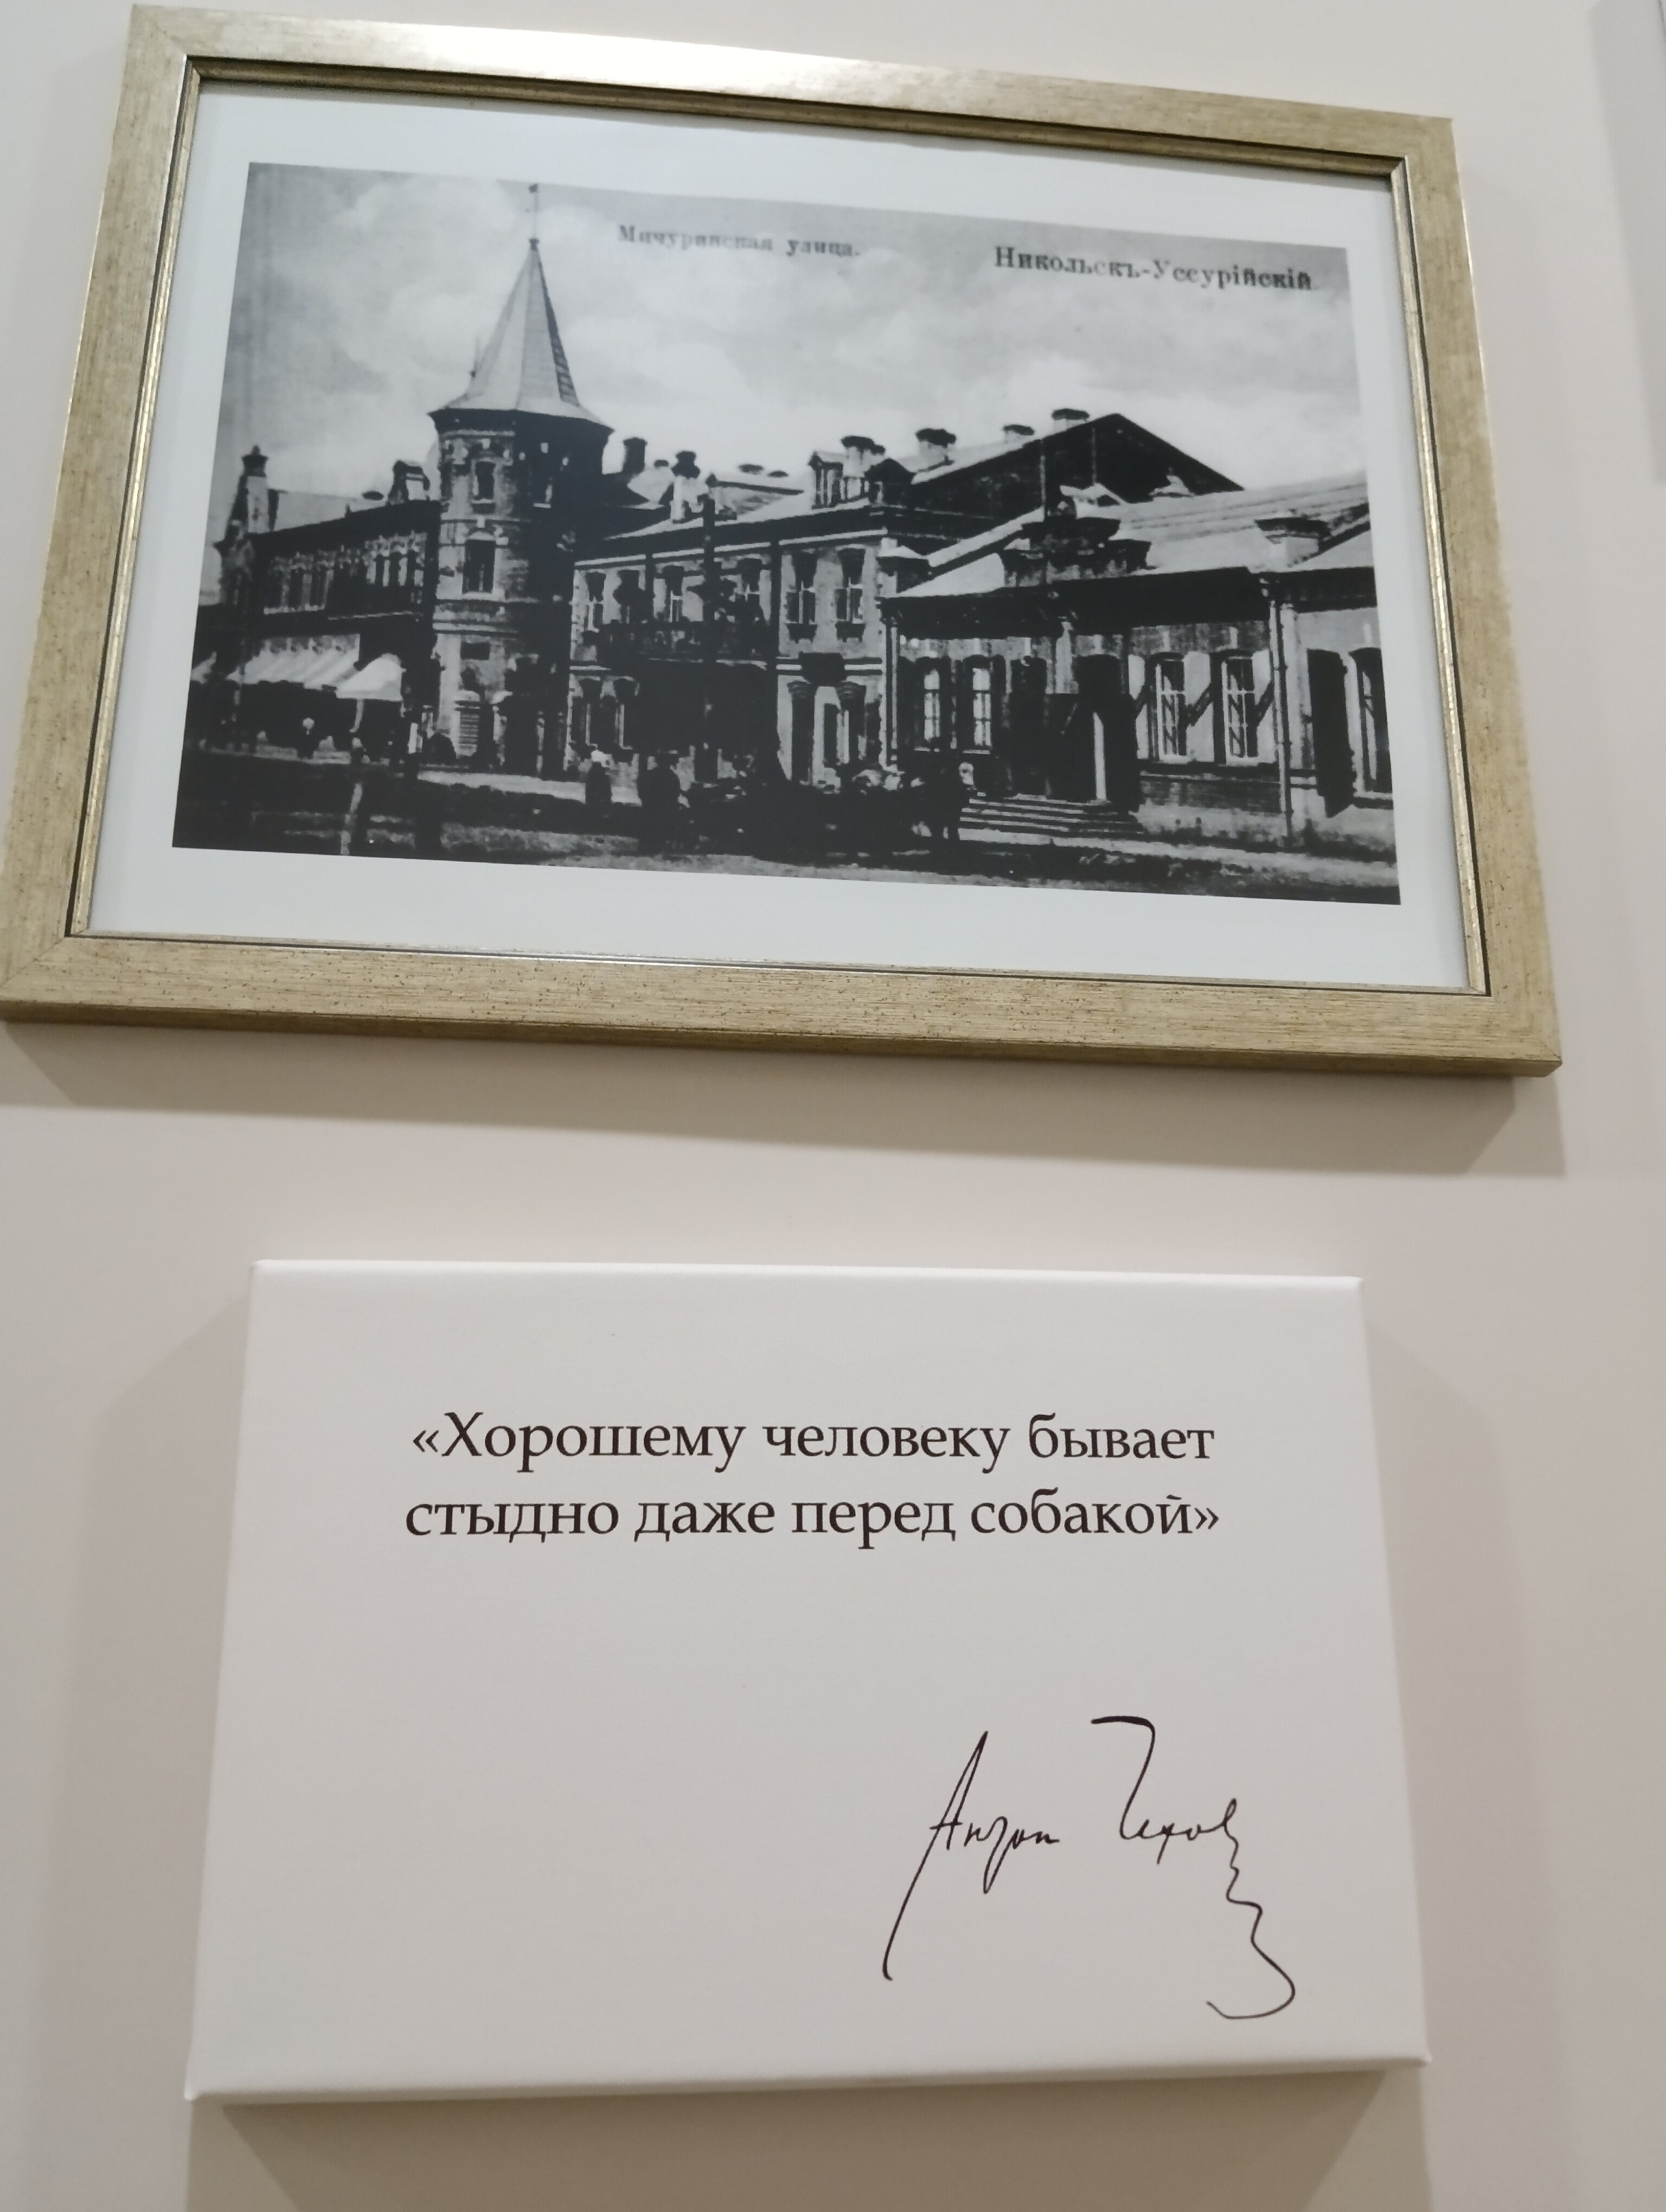 Мичуринская улица.
Никольскъ-Уссурійскій
«Хорошему человеку бывает
стыдно даже перед собакой»
Антон Чехов